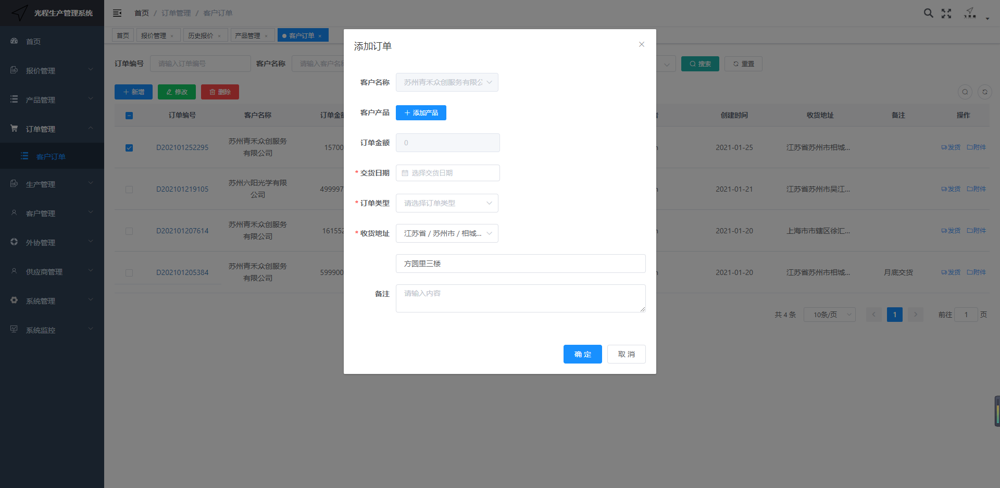 光程生产管理系统
首页 / 订单管理 / 客户订单
首页
报价管理 ×
历史报价 ×
产品管理 ×
客户订单 ×
首页
报价管理
产品管理
订单管理
客户订单
生产管理
客户管理
外协管理
供应商管理
系统管理
系统监控
订单编号 请输入订单编号 客户名称 请输入客户名称
搜索 重置
新增 修改 删除
订单编号 客户名称 订单金额 创建时间 收货地址 备注 操作
D202101252295 苏州青禾众创服务有限公司 15700 2021-01-25 江苏省苏州市相城... 发货 附件
D202101219105 苏州六阳光学有限公司 499997 2021-01-21 江苏省苏州市吴江... 发货 附件
D202101207614 苏州青禾众创服务有限公司 161552 2021-01-20 上海市市辖区徐汇... 发货 附件
D202101205384 苏州青禾众创服务有限公司 599900 2021-01-20 江苏省苏州市相城... 月底交货 发货 附件
共 4 条 10条/页 1 前往 1 页
添加订单
客户名称 苏州青禾众创服务有限公
客户产品 添加产品
订单金额 0
* 交货日期 选择交货日期
* 订单类型 请选择订单类型
* 收货地址 江苏省 / 苏州市 / 相城...
方圆里三楼
备注 请输入内容
确 定 取 消